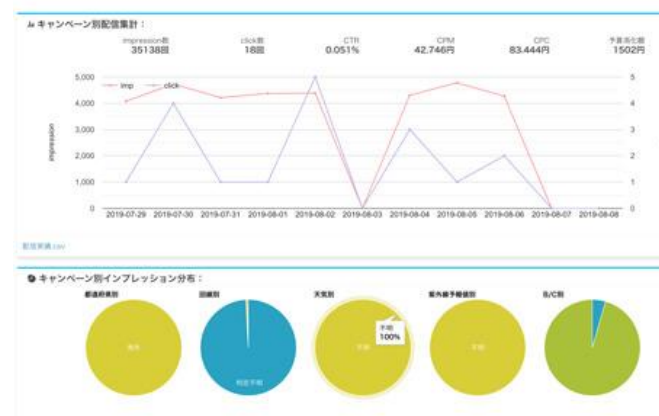 キャンペーン別配信集計：
impression数 click数 CTR CPM CPC 予算消化額
35138回 18回 0.051% 42.746円 83.444円 1502円
imp click
5,000 5
4,000 4
3,000 3
2,000 2
1,000 1
0 0
impression
2019-07-29 2019-07-30 2019-07-31 2019-08-01 2019-08-02 2019-08-03 2019-08-04 2019-08-05 2019-08-06 2019-08-07 2019-08-08
配信実績.csv
キャンペーン別インプレッション分布：
都道府県別 回線別 天気別 紫外線予報値別 B/C別
不明
100%
不明 不明
判定不明